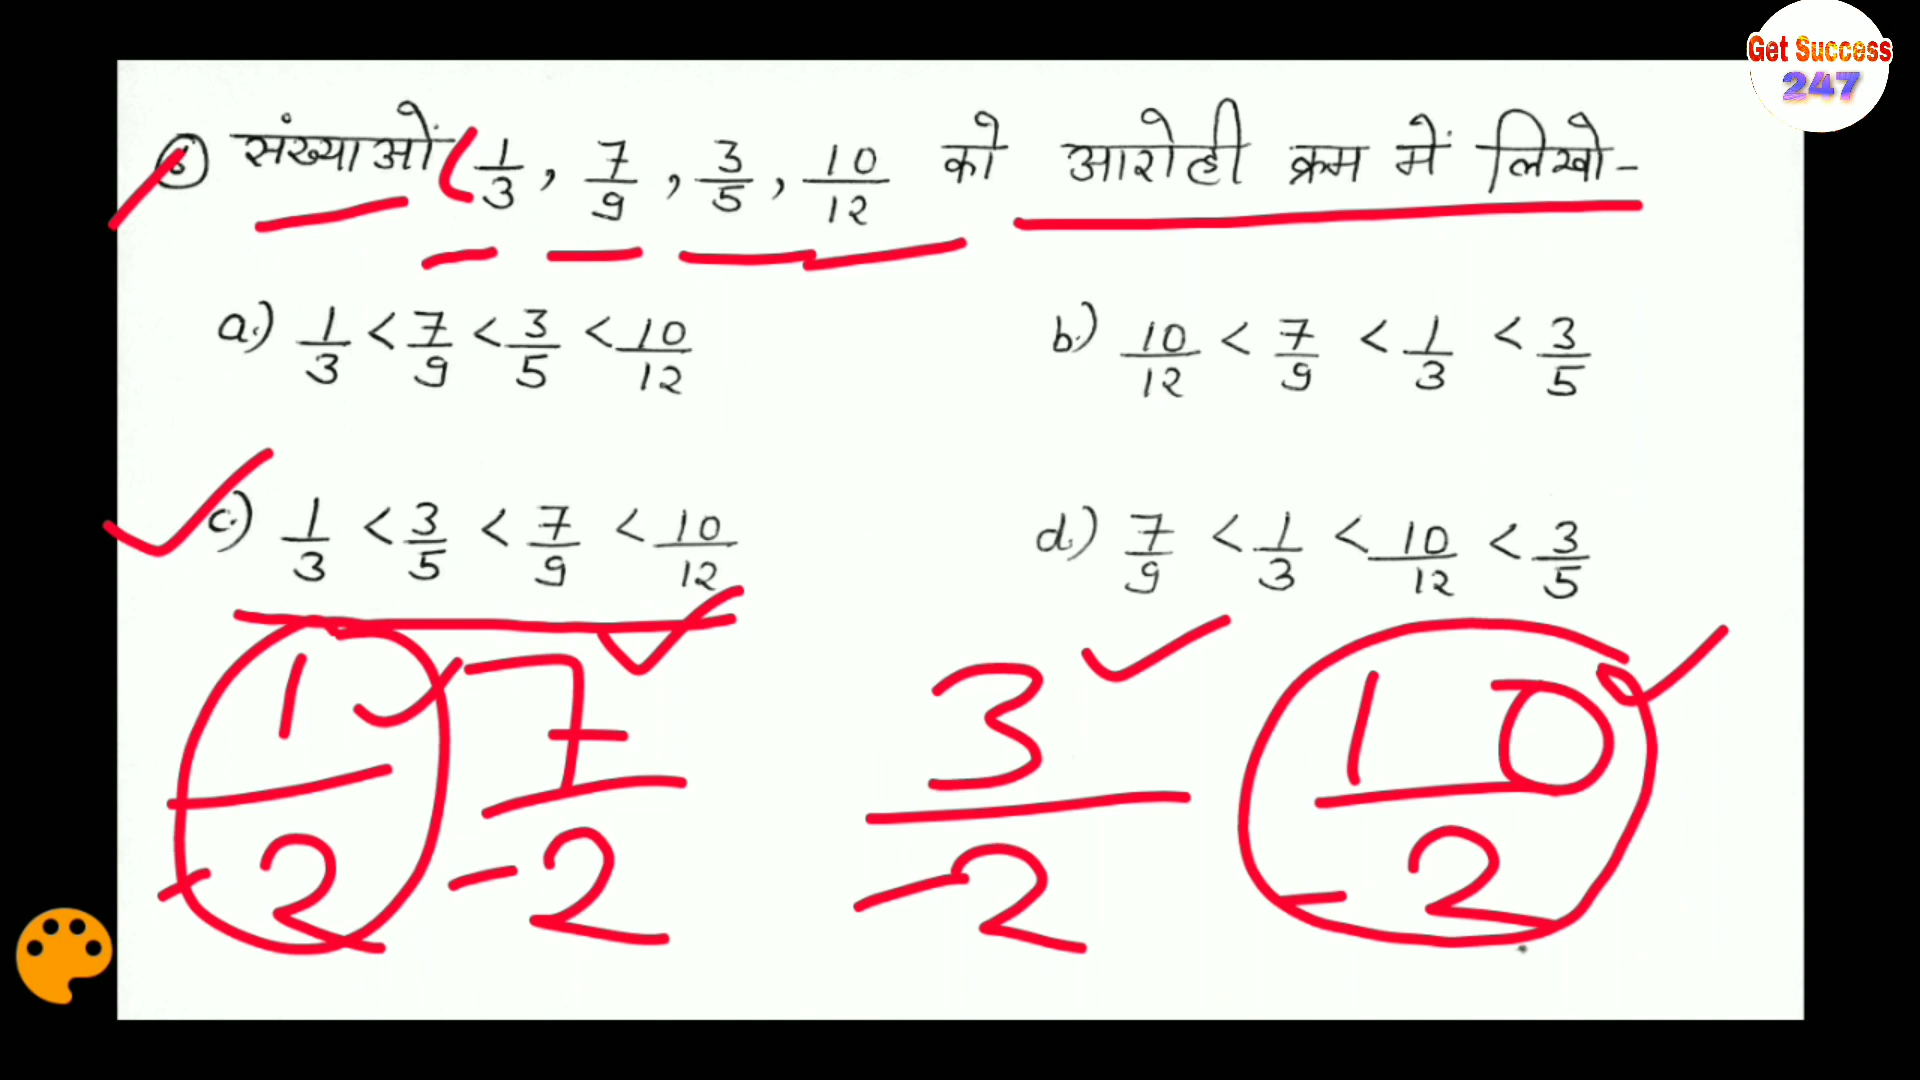 Get Success
247
संख्याओं ( 1/3, 7/9, 3/5, 10/12 को आरोही क्रम में लिखो-
a.) 1/3 < 7/9 < 3/5 < 10/12
b.) 10/12 < 7/9 < 1/3 < 3/5
c.) 1/3 < 3/5 < 7/9 < 10/12
d.) 7/9 < 1/3 < 10/12 < 3/5
1/-2 7/-2 3/-2 10/-2